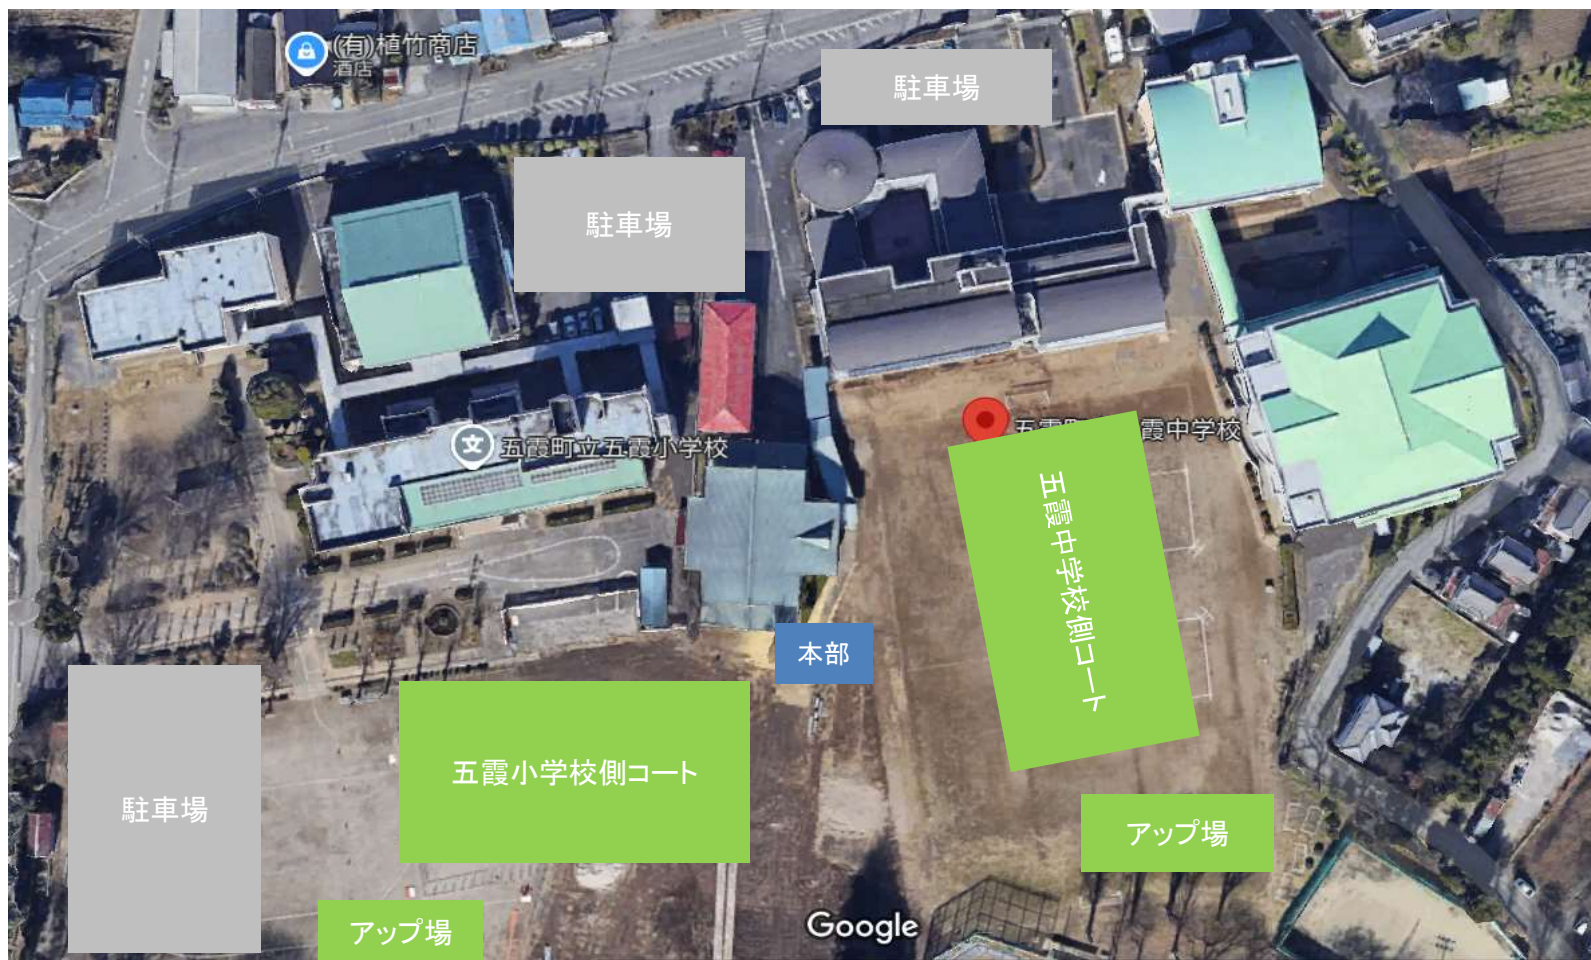 (有)植竹商店
酒店
駐車場
駐車場
五霞町
霞中学校
五霞町立五霞小学校
五霞中学校側コート
本部
五霞小学校側コート
駐車場
アップ場
アップ場
Google